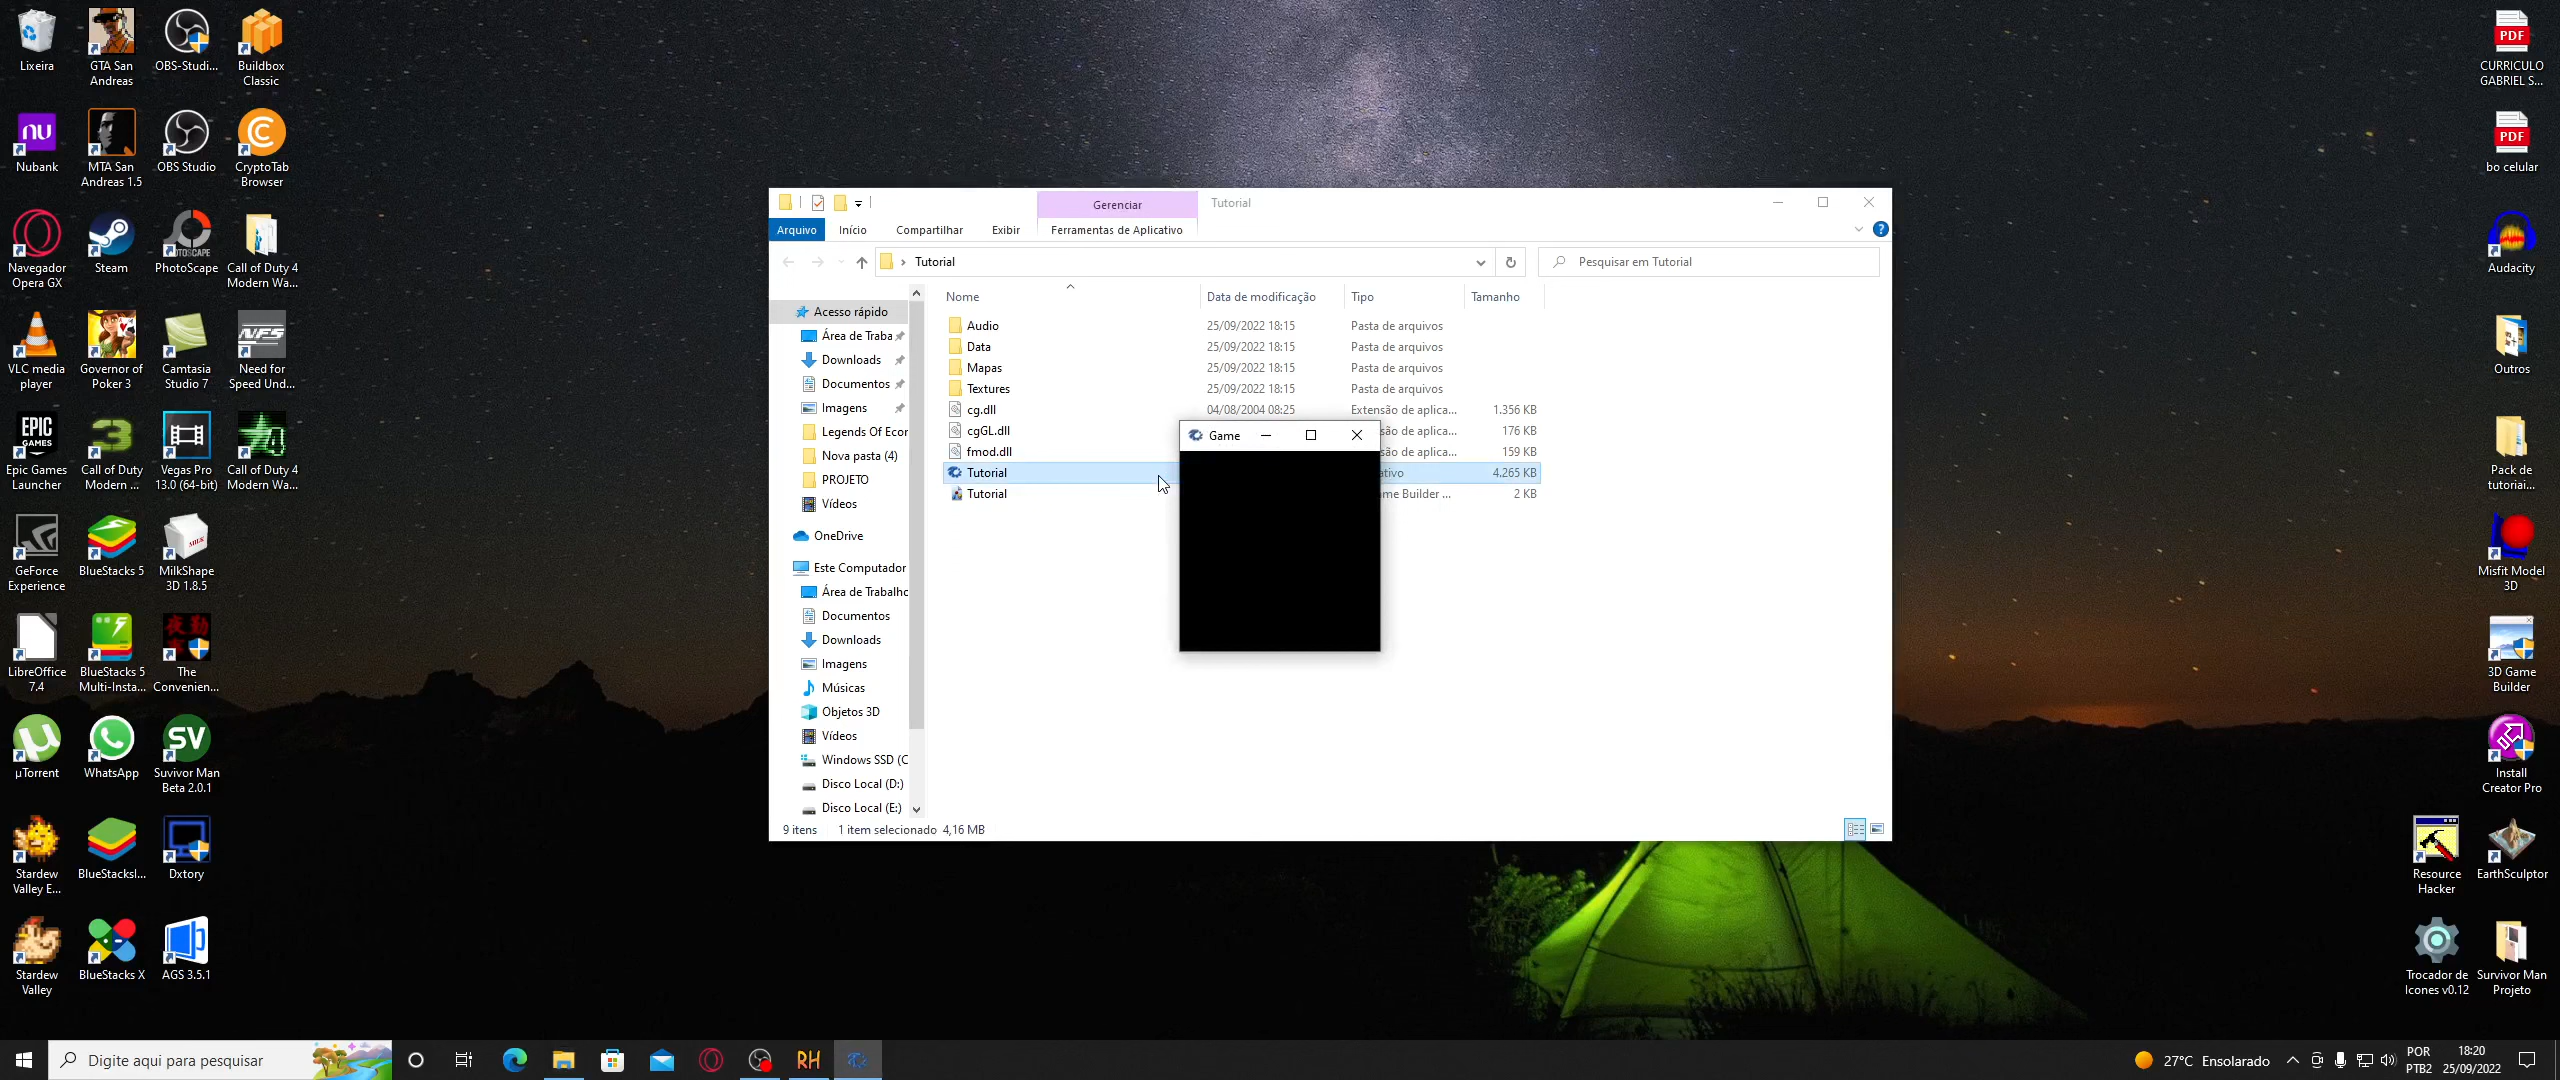 Lixeira
GTA San
Andreas
OBS-Studi...
Buildbox
Classic
Nubank
MTA San
Andreas 1.5
OBS Studio
CryptoTab
Browser
Navegador
Opera GX
Steam
PhotoScape
Call of Duty 4
Modern Wa...
VLC media
player
Governor of
Poker 3
Camtasia
Studio 7
Need for
Speed Und...
Epic Games
Launcher
Call of Duty
Modern ...
Vegas Pro
13.0 (64-bit)
Call of Duty 4
Modern Wa...
GeForce
Experience
BlueStacks 5
MilkShape
3D 1.8.5
LibreOffice
7.4
BlueStacks 5
Multi-Insta...
The
Convenien...
µTorrent
WhatsApp
Suvivor Man
Beta 2.0.1
Stardew
Valley E...
BlueStacksI...
Dxtory
Stardew
Valley
BlueStacks X
AGS 3.5.1
Gerenciar
Tutorial
Arquivo
Início
Compartilhar
Exibir
Ferramentas de Aplicativo
Tutorial
Pesquisar em Tutorial
Nome
Data de modificação
Tipo
Tamanho
Acesso rápido
Área de Traba
Downloads
Documentos
Imagens
Legends Of Ecor
Nova pasta (4)
PROJETO
Vídeos
OneDrive
Este Computador
Área de Trabalho
Documentos
Downloads
Imagens
Músicas
Objetos 3D
Vídeos
Windows SSD (C
Disco Local (D:)
Disco Local (E:)
Audio 25/09/2022 18:15 Pasta de arquivos
Data 25/09/2022 18:15 Pasta de arquivos
Mapas 25/09/2022 18:15 Pasta de arquivos
Textures 25/09/2022 18:15 Pasta de arquivos
cg.dll 04/08/2004 08:25 Extensão de aplica... 1.356 KB
cgGL.dll são de aplica... 176 KB
fmod.dll são de aplica... 159 KB
Tutorial ativo 4.265 KB
Tutorial me Builder ... 2 KB
Game
9 itens
1 item selecionado 4,16 MB
PDF
CURRICULO
GABRIEL S...
PDF
bo celular
Audacity
Outros
Pack de
tutoriai...
Misfit Model
3D
3D Game
Builder
Install
Creator Pro
Resource
Hacker
EarthSculptor
Trocador de
Icones v0.12
Survivor Man
Projeto
Digite aqui para pesquisar
RH
27°C Ensolarado
POR
PTB2
18:20
25/09/2022